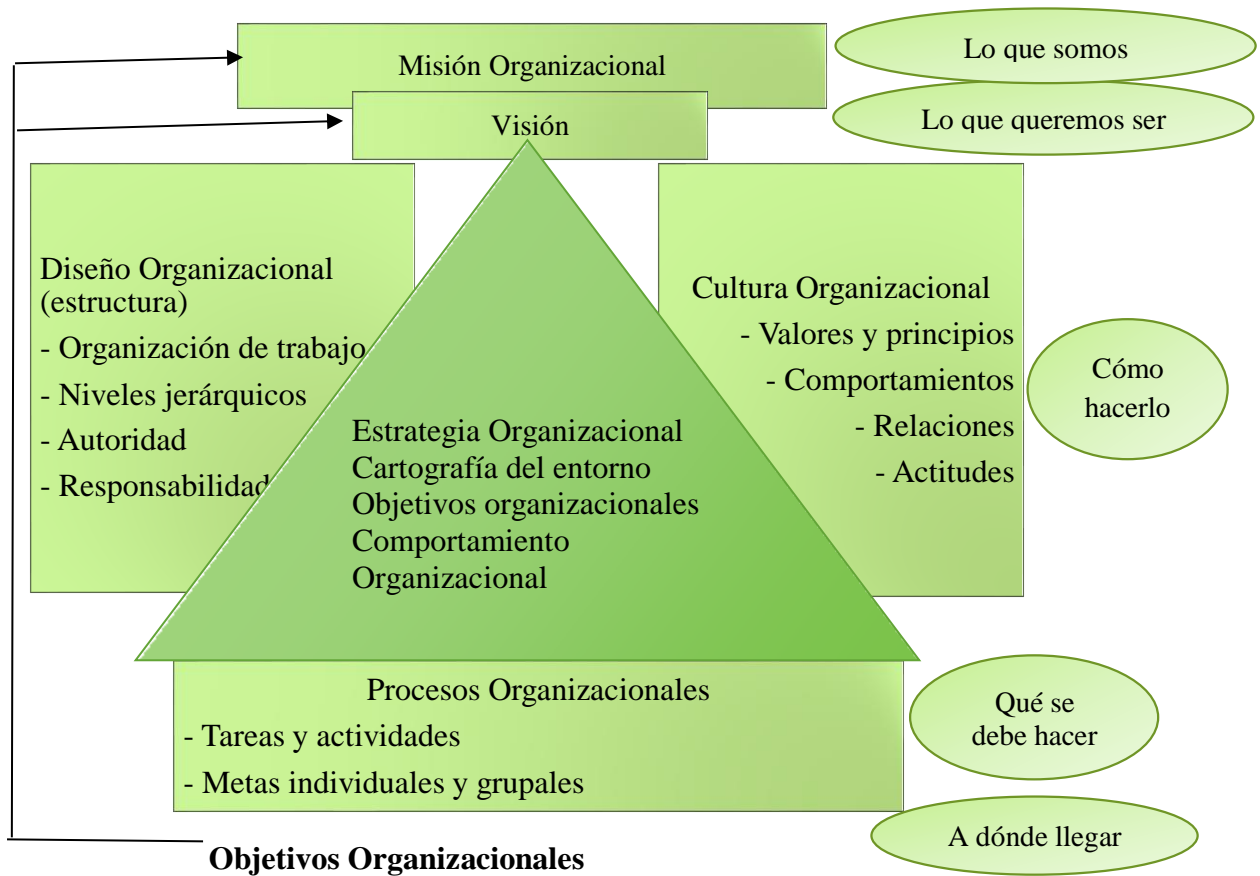 Misión Organizacional
Lo que somos
Visión
Lo que queremos ser
Diseño Organizacional
(estructura)
- Organización de trabajo
- Niveles jerárquicos
- Autoridad
- Responsabilidad
Estrategia Organizacional
Cartografía del entorno
Objetivos organizacionales
Comportamiento
Organizacional
Cultura Organizacional
- Valores y principios
- Comportamientos
- Relaciones
- Actitudes
Cómo
hacerlo
Procesos Organizacionales
- Tareas y actividades
- Metas individuales y grupales
Qué se
debe hacer
A dónde llegar
Objetivos Organizacionales